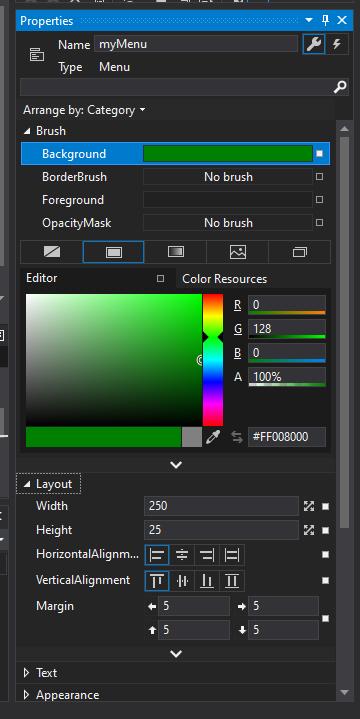 Properties
Name myMenu
Type Menu
Arrange by: Category
Brush
Background
BorderBrush No brush
Foreground
OpacityMask No brush
Editor Color Resources
R 0
G 128
B 0
A 100%
#FF008000
Layout
Width 250
Height 25
HorizontalAlignm...
VerticalAlignment
Margin 5 5
5 5
Text
Appearance